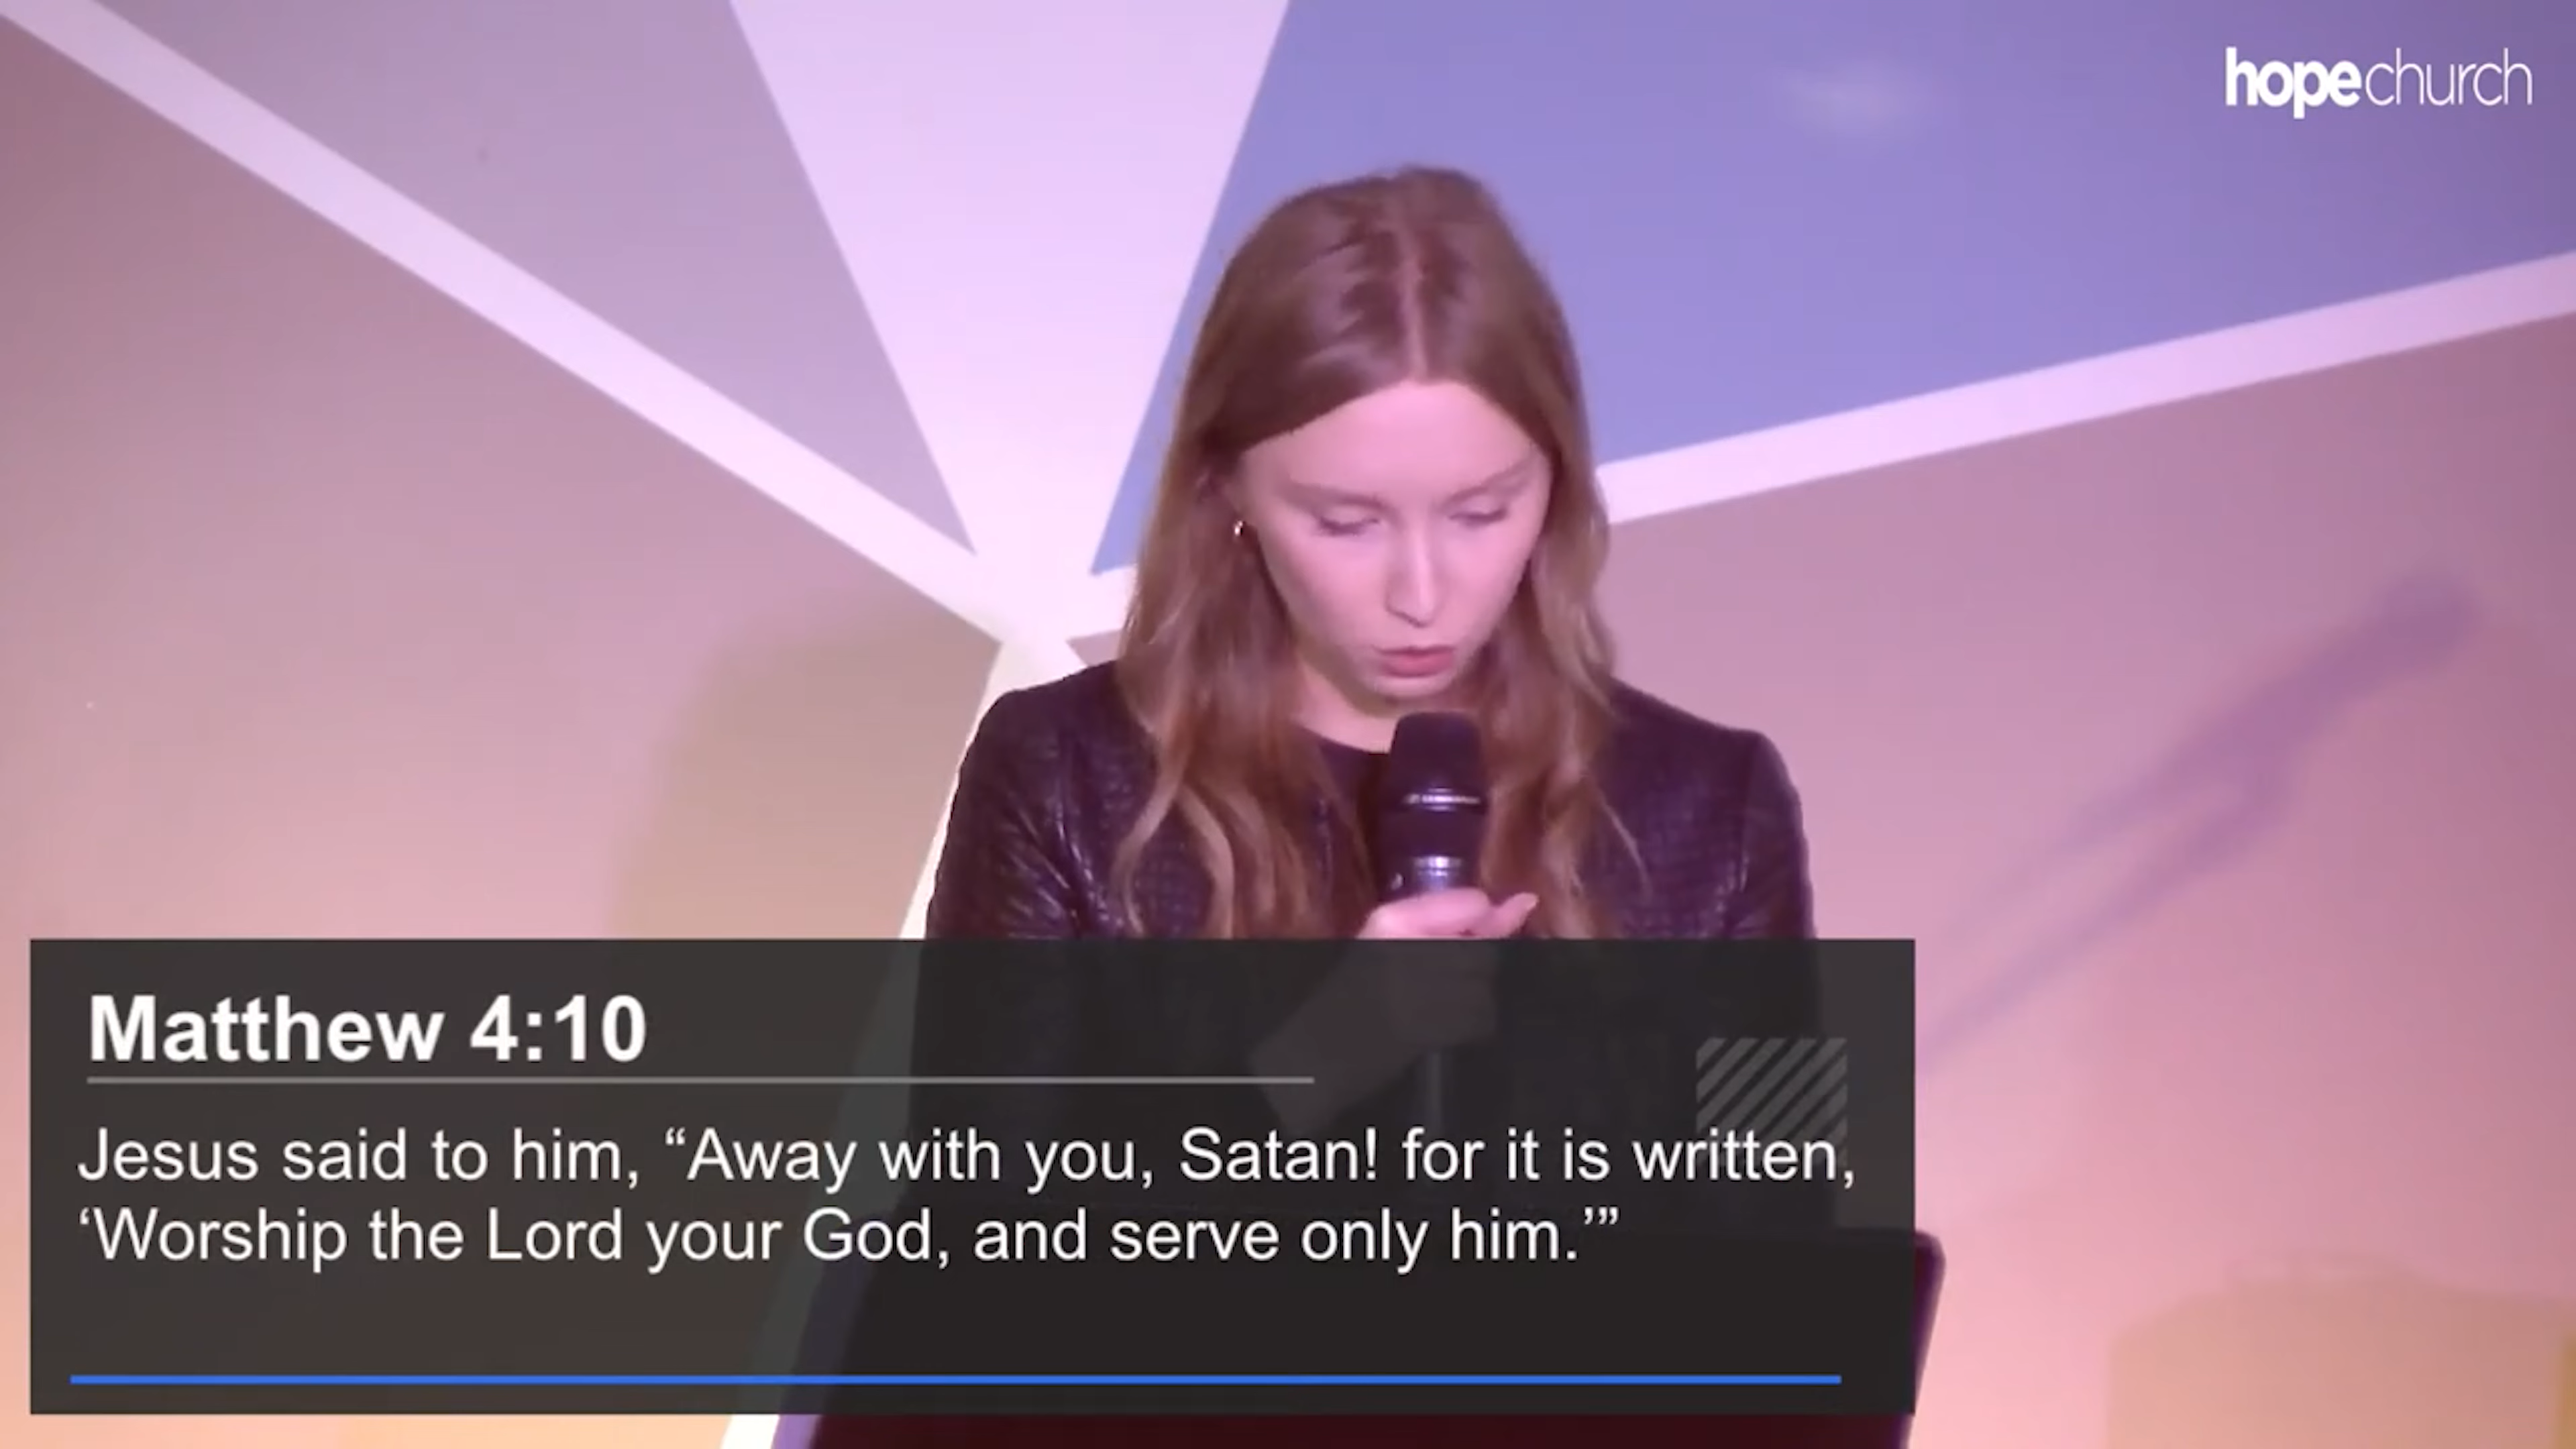 hopechurch
Matthew 4:10
Jesus said to him, “Away with you, Satan! for it is written,
‘Worship the Lord your God, and serve only him.’”